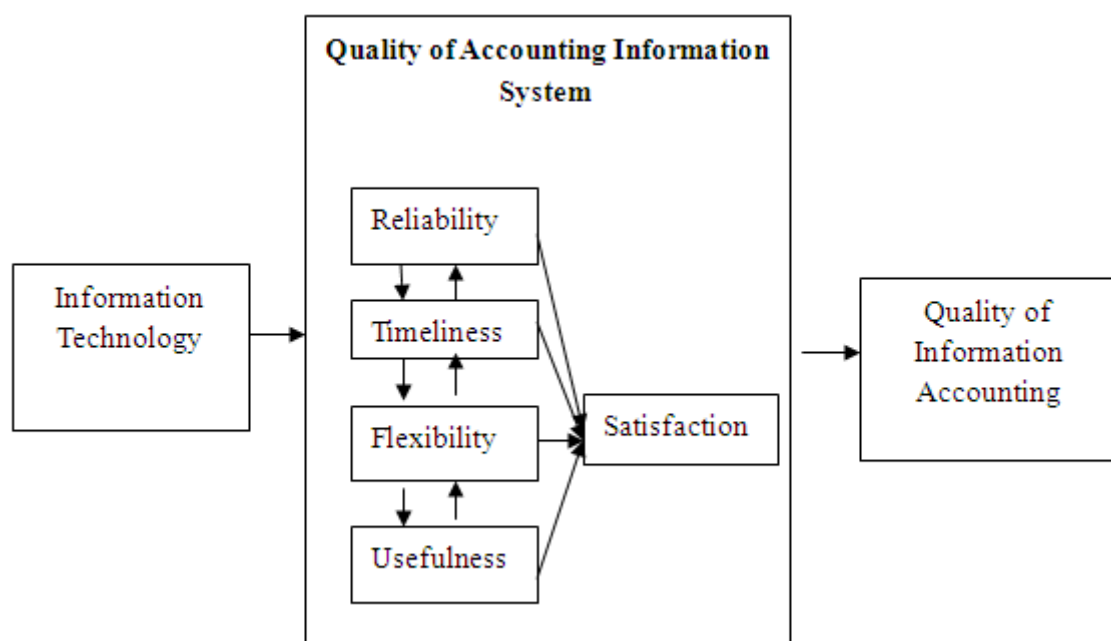 Quality of Accounting Information
System
Reliability
Information
Technology
Timeliness
Flexibility
Usefulness
Satisfaction
Quality of
Information
Accounting